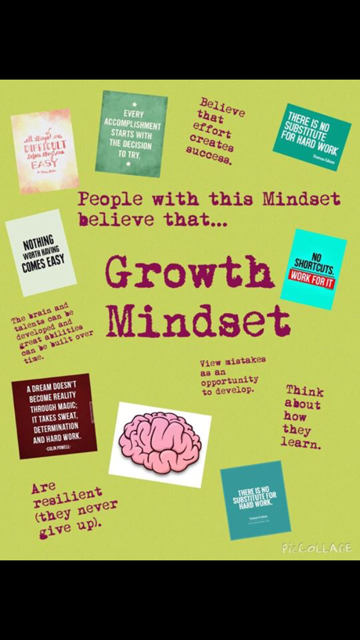 all things are
DIFFICULT
before they are
EASY
EVERY
ACCOMPLISHMENT
STARTS WITH
THE DECISION
TO TRY.
Believe
that
effort
creates
success.
THERE IS NO
SUBSTITUTE
FOR HARD WORK
Thomas Edison
People with this Mindset
believe that...
NOTHING
WORTH HAVING
COMES EASY
Growth
Mindset
NO
SHORTCUTS.
WORK FOR IT
The brain and
talents can be
developed and
great abilities
can be built over
time.
View mistakes
as an
opportunity
to develop.
A DREAM DOESN'T
BECOME REALITY
THROUGH MAGIC;
IT TAKES SWEAT,
DETERMINATION
AND HARD WORK.
-COLIN POWELL-
Think
about
how
they
learn.
Are
resilient
(they never
give up).
THERE IS NO
SUBSTITUTE
FOR HARD WORK.
PIC COLLAGE